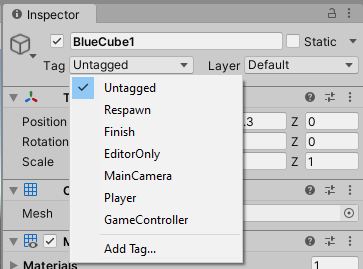 Inspector
BlueCube1 Static
Tag Untagged Layer Default
Untagged
Respawn
Finish
EditorOnly
MainCamera
Player
GameController
Add Tag...
Position .3 Z 0
Rotation Z 0
Scale Z 1
Mesh
Materials 1